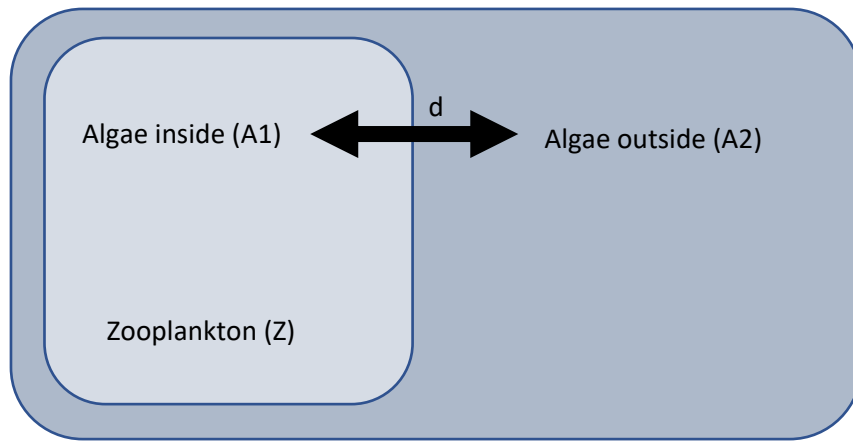 d
Algae inside (A1)
Algae outside (A2)
Zooplankton (Z)